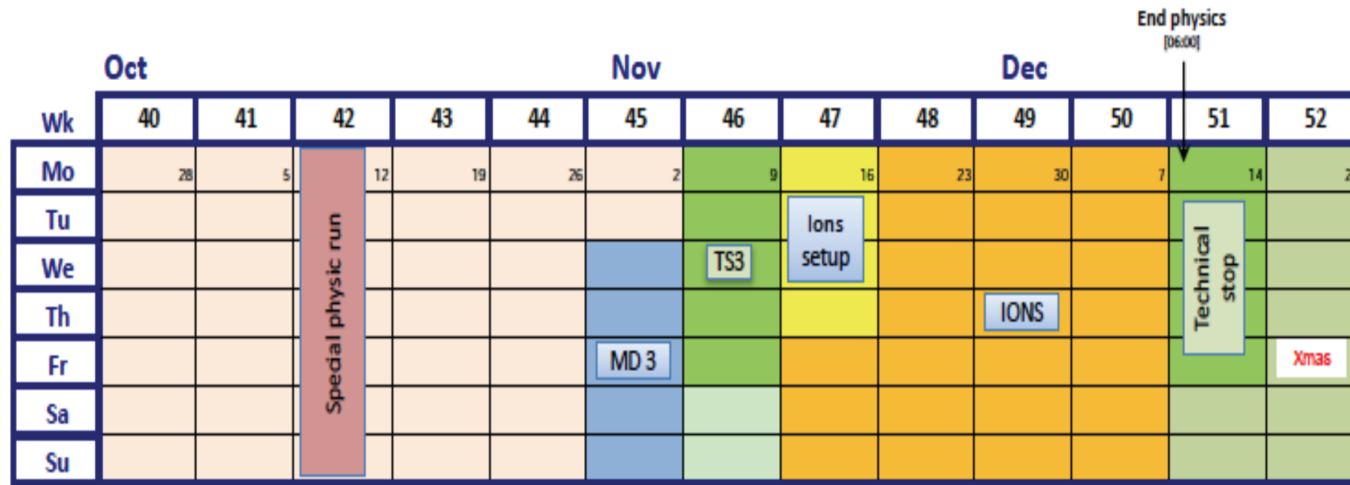 End physics
[06:00]
Oct Nov Dec
Wk 40 41 42 43 44 45 46 47 48 49 50 51 52
Mo 28 5 12 19 26 2 9 16 23 30 7 14
Tu
We
Th
Fr
Sa
Su
Special physic run
MD 3
TS3
Ions
setup
IONS
Technical
stop
Xmas